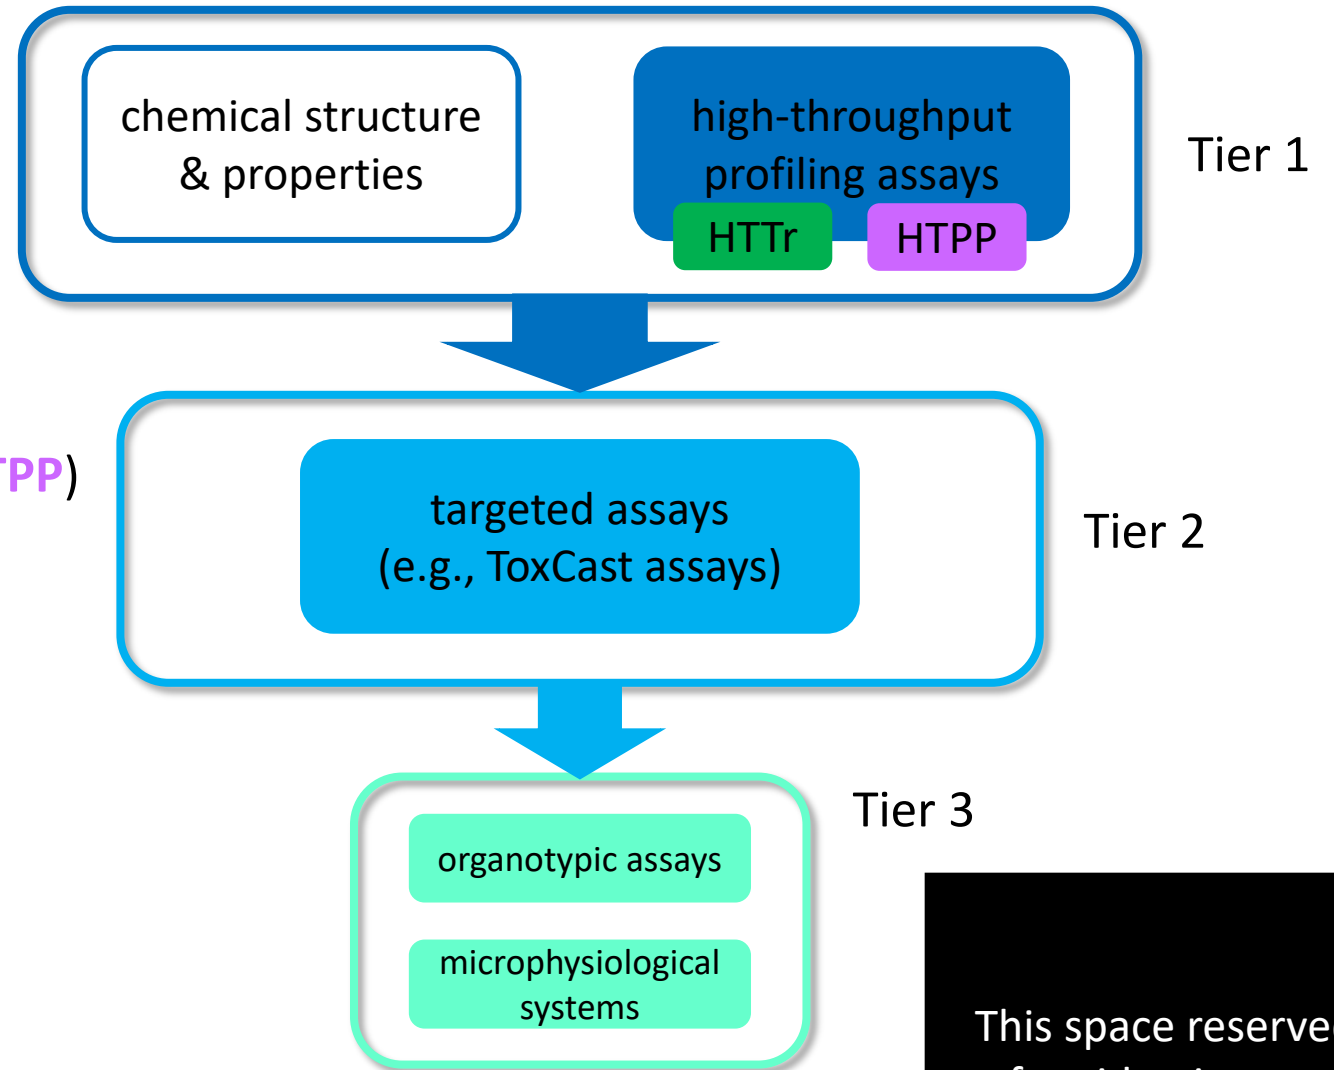 chemical structure
& properties
high-throughput
profiling assays
HTTr
HTPP
Tier 1
TPP)
targeted assays
(e.g., ToxCast assays)
Tier 2
Tier 3
organotypic assays
microphysiological
systems
This space reserved